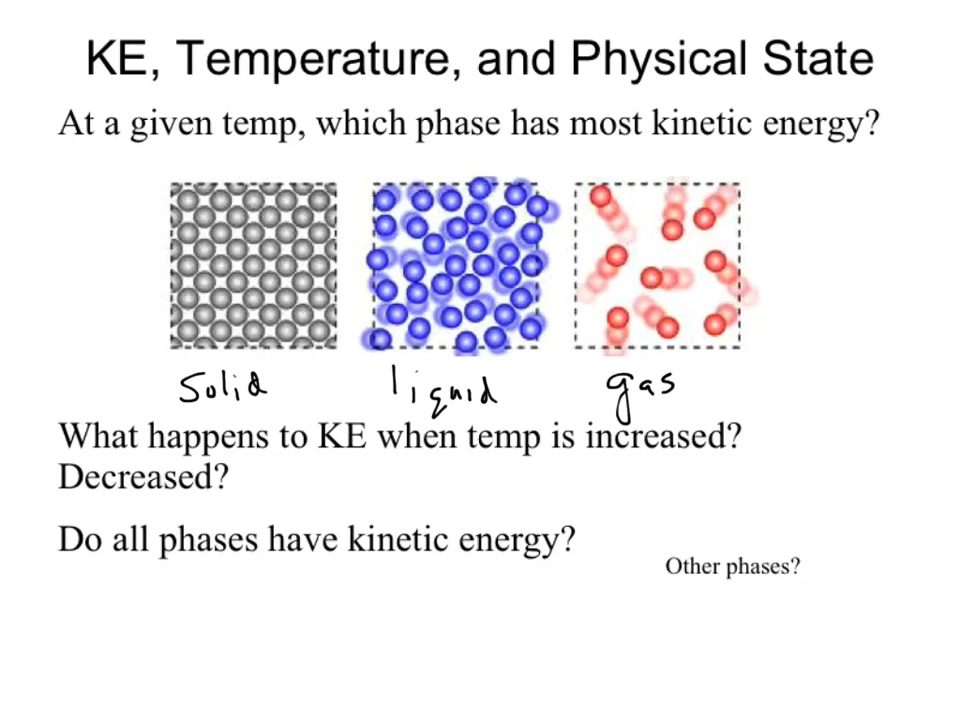 KE, Temperature, and Physical State
At a given temp, which phase has most kinetic energy?
solid liquid gas
What happens to KE when temp is increased?
Decreased?
Do all phases have kinetic energy?
Other phases?